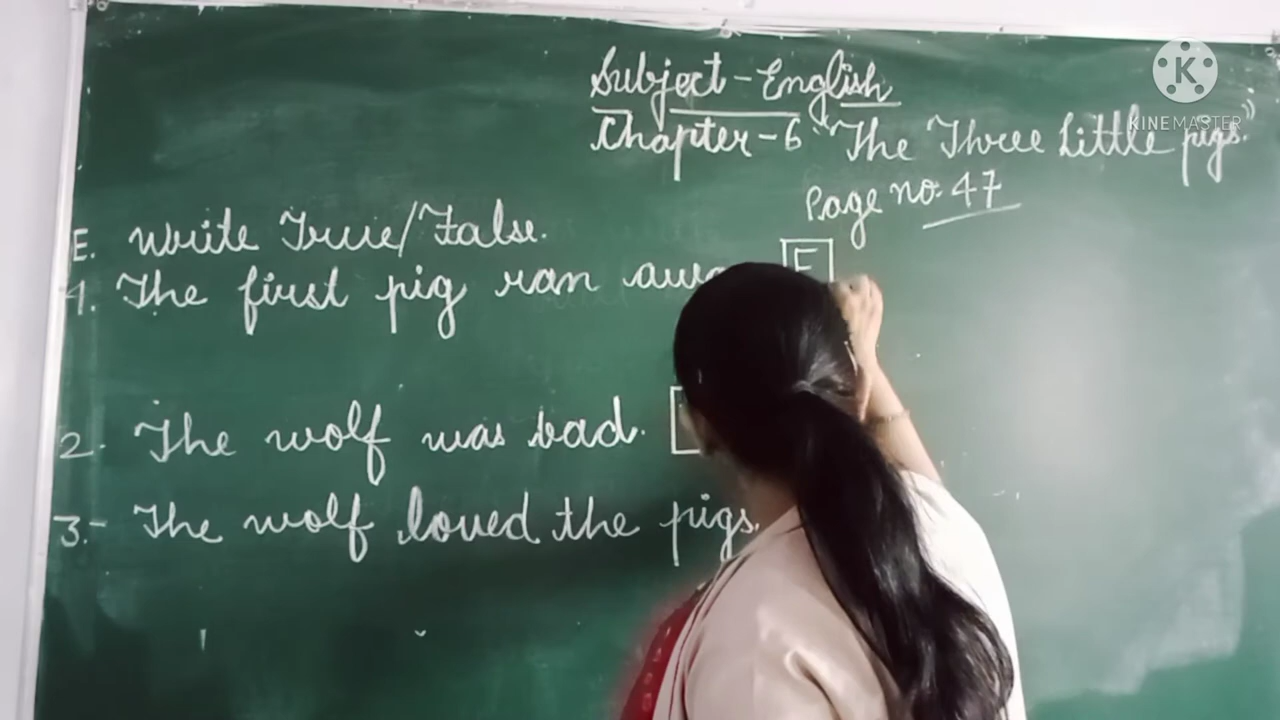 Subject - English
Chapter - 6 "The Three Little pigs."
KINEMASTER
Page no. 47
E. Write True/False.
1. The first pig ran F
2. The wolf was bad.
3. The wolf loved the pigs.